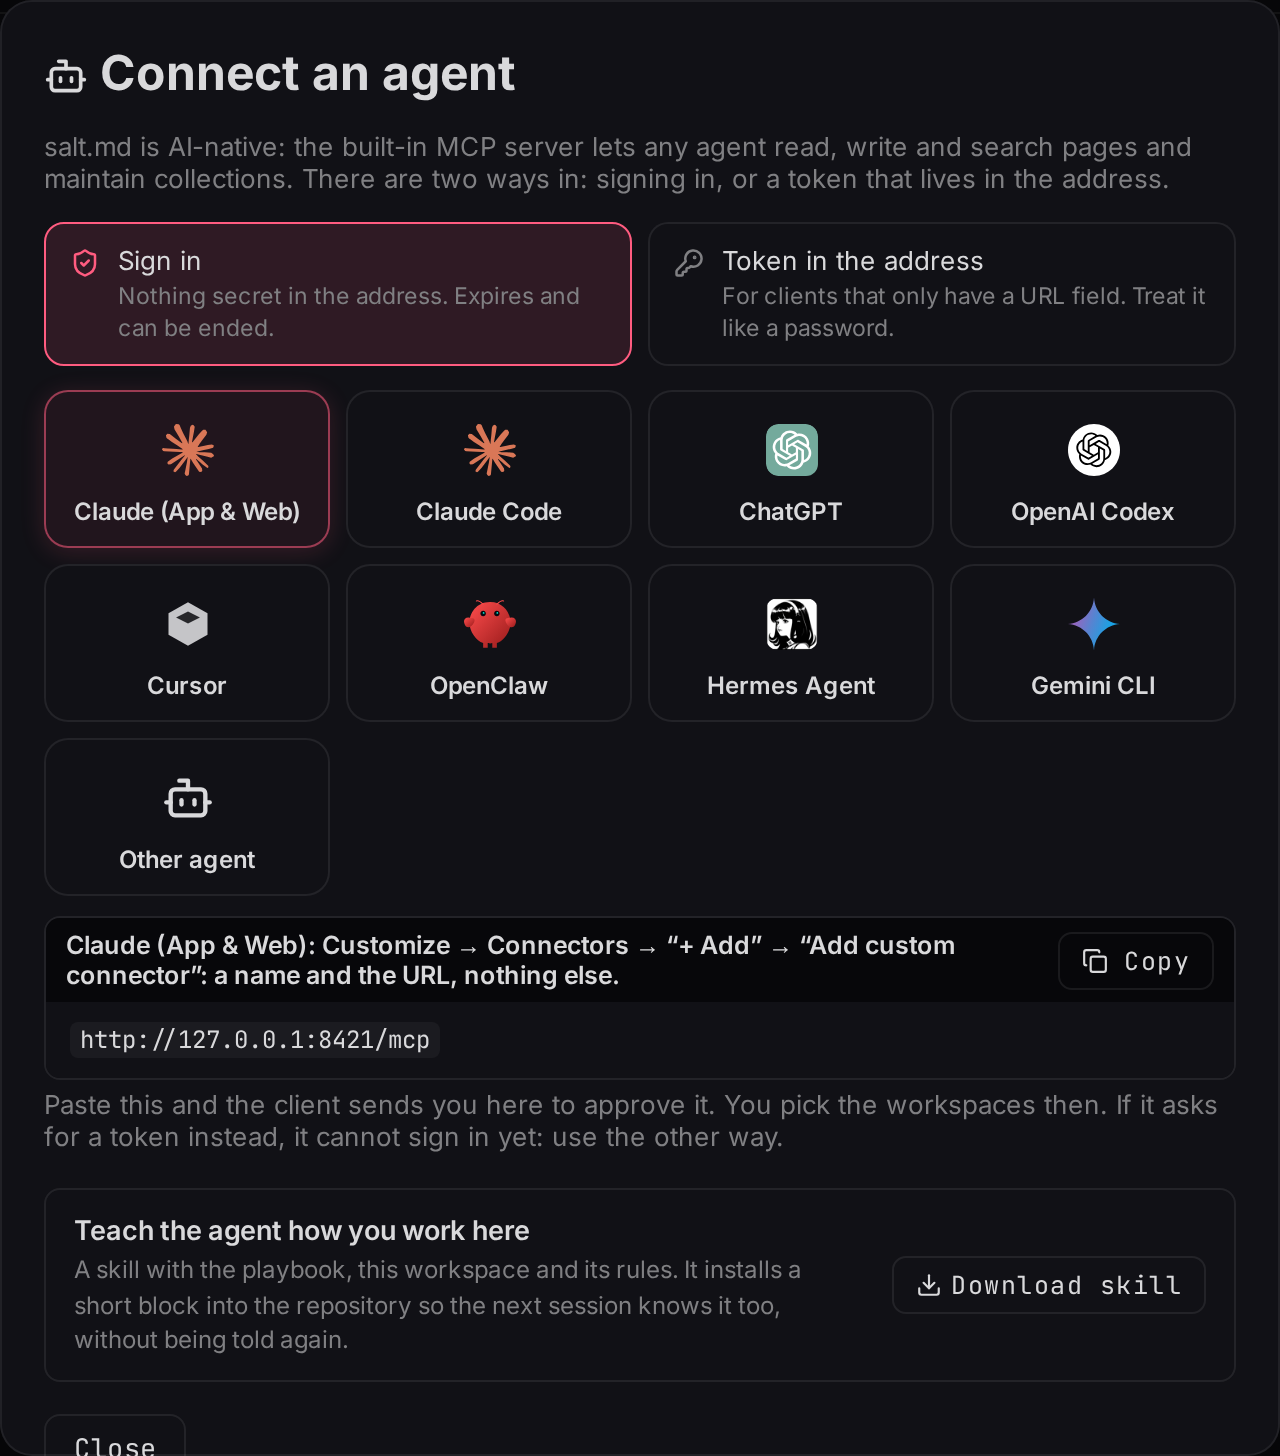 Connect an agent
salt.md is AI-native: the built-in MCP server lets any agent read, write and search pages and
maintain collections. There are two ways in: signing in, or a token that lives in the address.
Sign in
Nothing secret in the address. Expires and
can be ended.
Token in the address
For clients that only have a URL field. Treat it
like a password.
Claude (App & Web)
Claude Code
ChatGPT
OpenAI Codex
Cursor
OpenClaw
Hermes Agent
Gemini CLI
Other agent
Claude (App & Web): Customize → Connectors → “+ Add” → “Add custom
connector”: a name and the URL, nothing else.
Copy
http://127.0.0.1:8421/mcp
Paste this and the client sends you here to approve it. You pick the workspaces then. If it asks
for a token instead, it cannot sign in yet: use the other way.
Teach the agent how you work here
A skill with the playbook, this workspace and its rules. It installs a
short block into the repository so the next session knows it too,
without being told again.
Download skill
Close